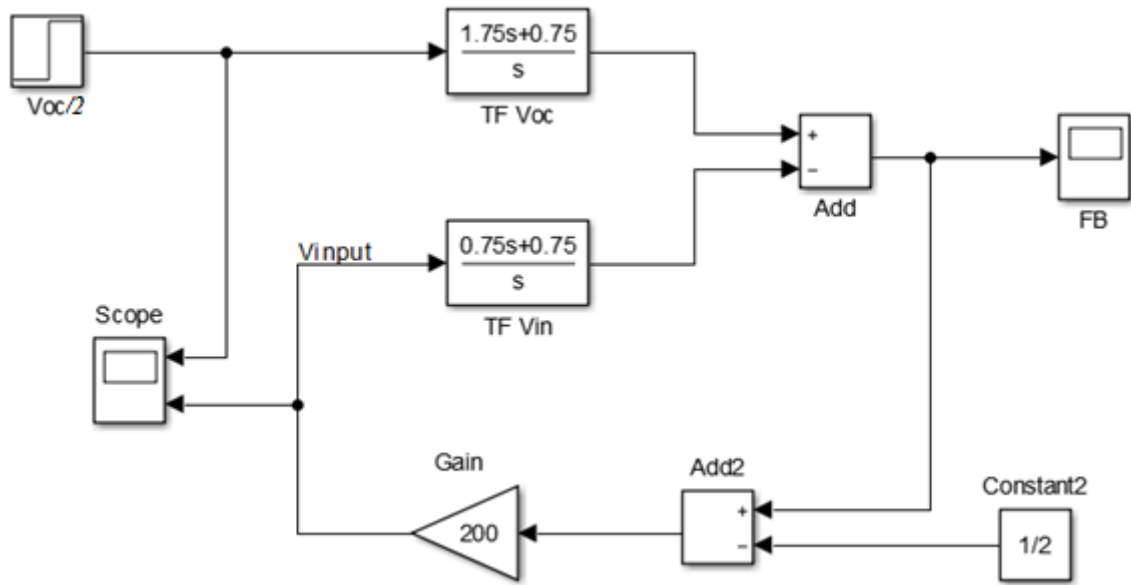 Voc/2
1.75s+0.75
s
TF Voc
+
−
Add
FB
Vinput
0.75s+0.75
s
TF Vin
Scope
Gain
200
Add2
+
−
Constant2
1/2